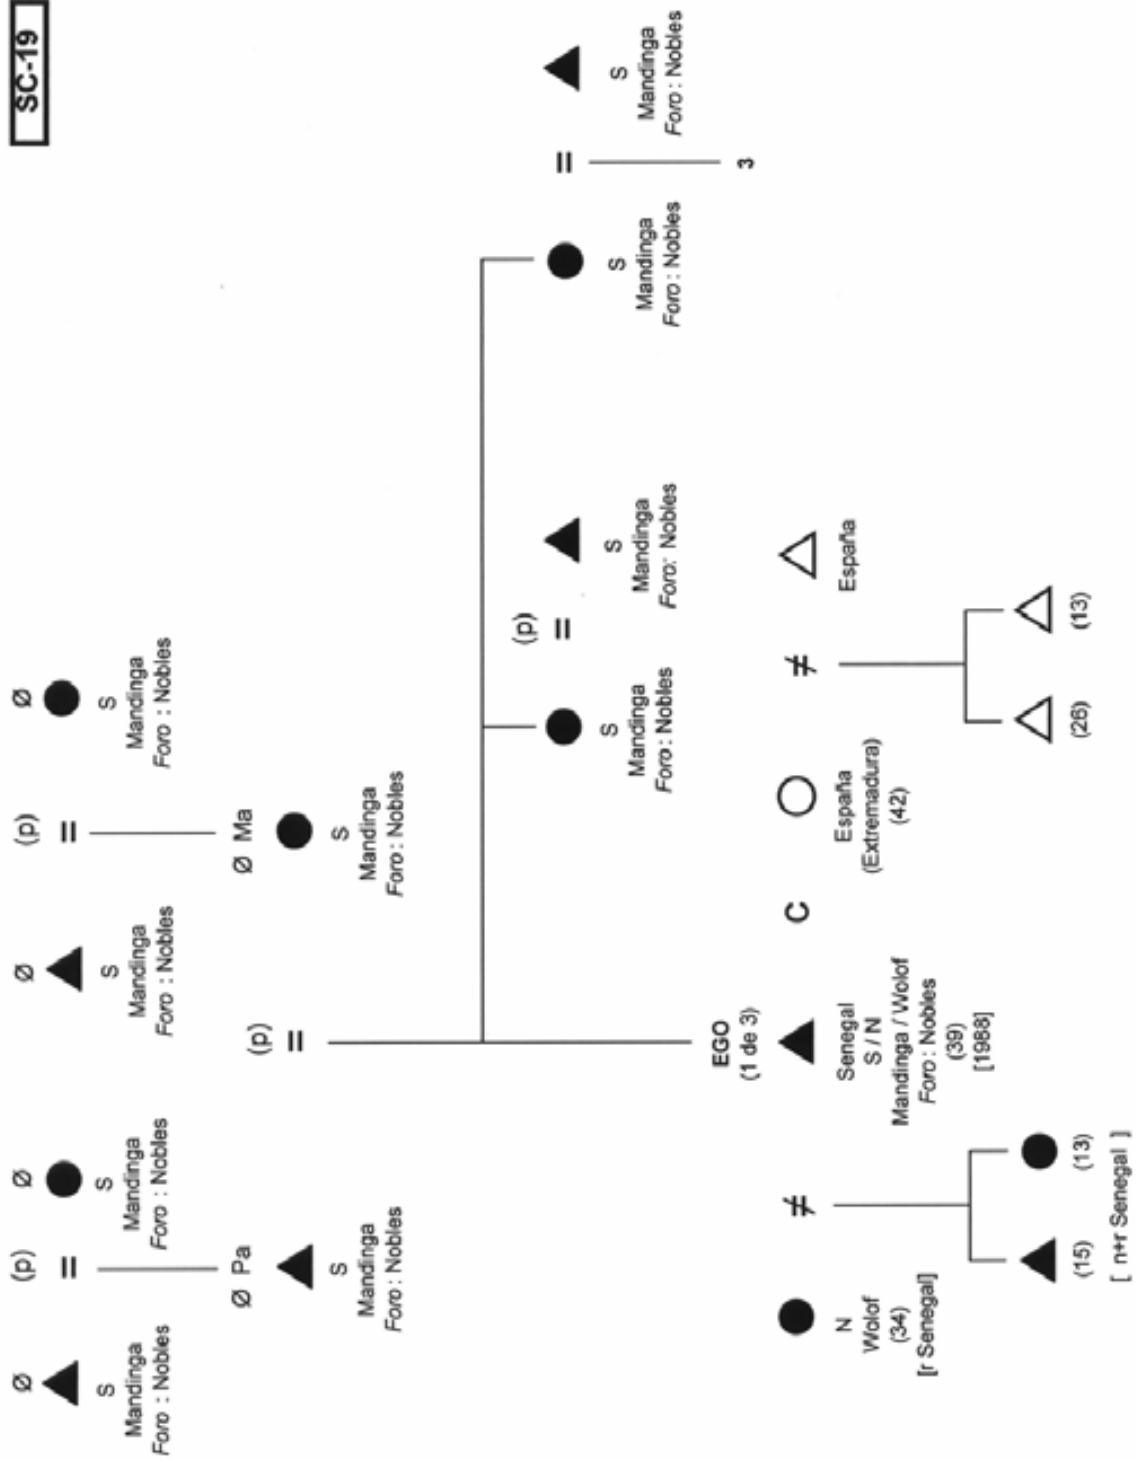 SC-19
Ø
(p)
Ø
Ø
(p)
Ø
=
=
S
Mandinga
Foro : Nobles
S
Mandinga
Foro : Nobles
S
Mandinga
Foro : Nobles
S
Mandinga
Foro : Nobles
Ø Pa
S
Mandinga
Foro : Nobles
(p)
=
Ø Ma
S
Mandinga
Foro : Nobles
S
Mandinga
Foro : Nobles
(p)
=
S
Mandinga
Foro: Nobles
S
Mandinga
Foro : Nobles
=
S
Mandinga
Foro : Nobles
3
EGO
(1 de 3)
N
Wolof
(34)
[r Senegal]
≠
Senegal
S / N
Mandinga / Wolof
Foro : Nobles
(39)
[1988]
C
España
(Extremadura)
(42)
≠
España
(15)
(13)
[ n+r Senegal ]
(26)
(13)